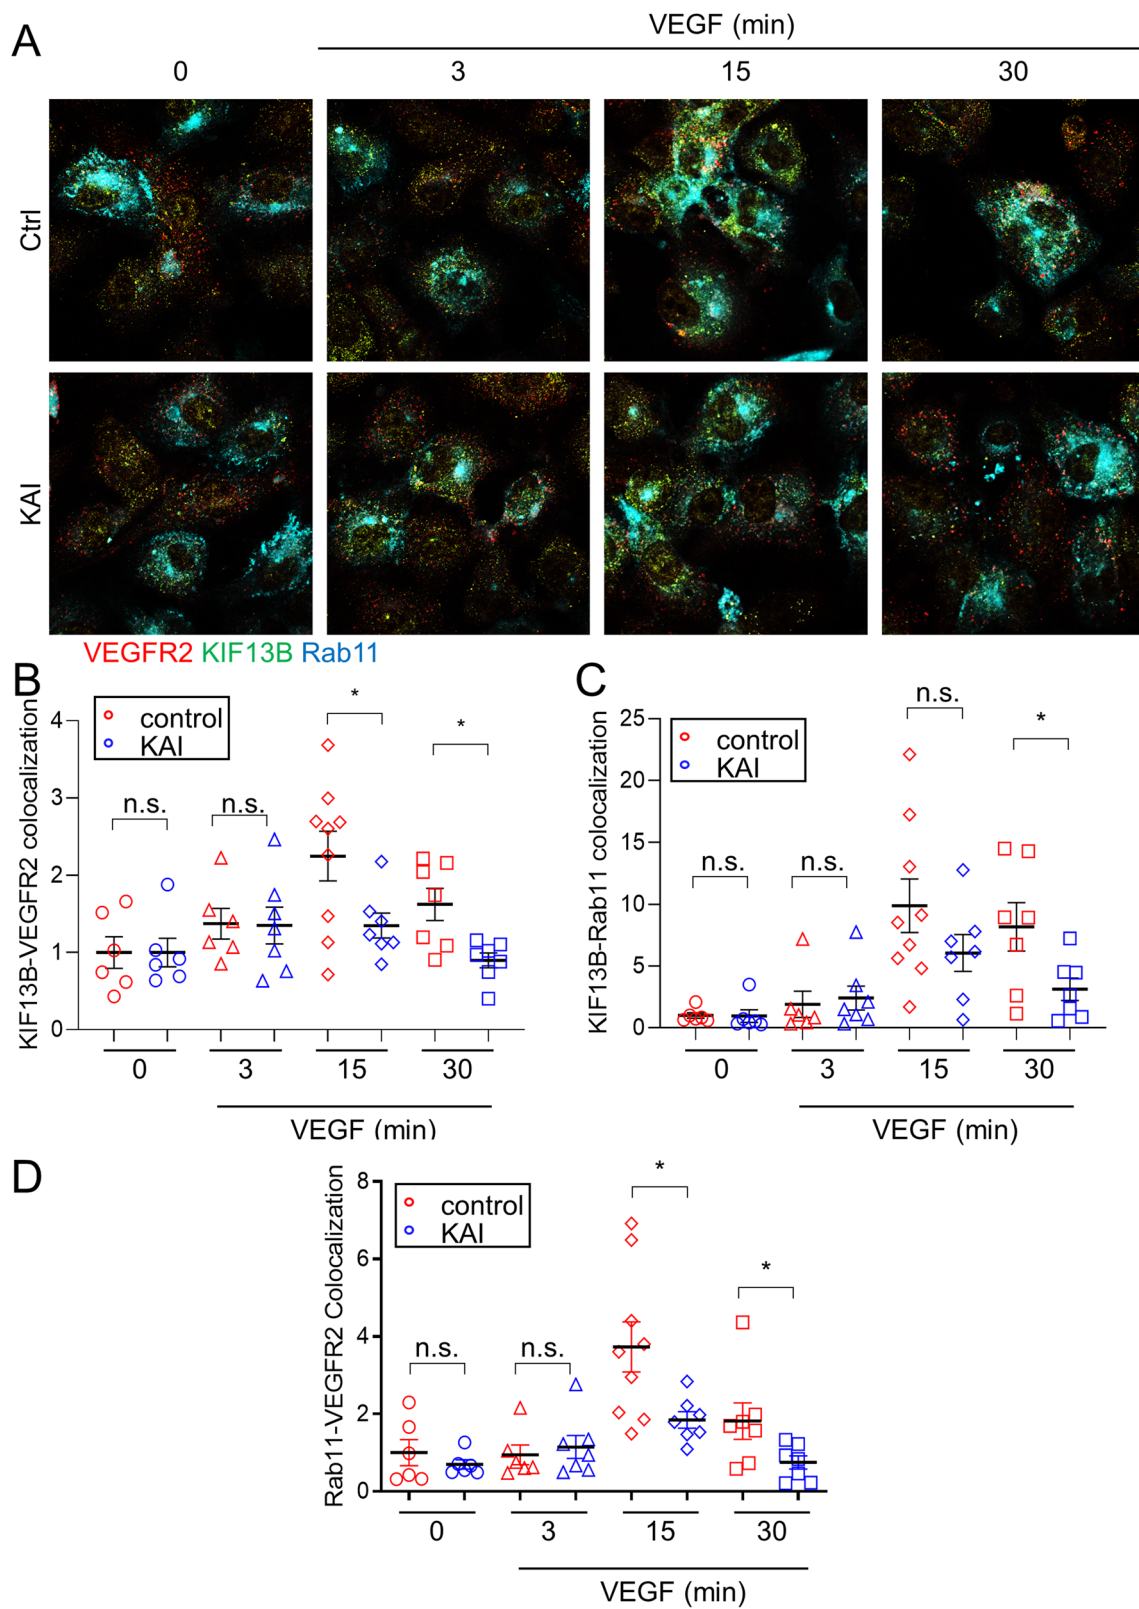 A
VEGF (min)
0 3 15 30
Ctrl
KAI
VEGFR2 KIF13B Rab11
B
KIF13B-VEGFR2 colocalization
4
3
2
1
0
control
KAI
n.s. n.s. * *
0 3 15 30
VEGF (min)
C
KIF13B-Rab11 colocalization
25
20
15
10
5
0
control
KAI
n.s. n.s. n.s. *
0 3 15 30
VEGF (min)
D
Rab11-VEGFR2 Colocalization
8
6
4
2
0
control
KAI
n.s. n.s. * *
0 3 15 30
VEGF (min)